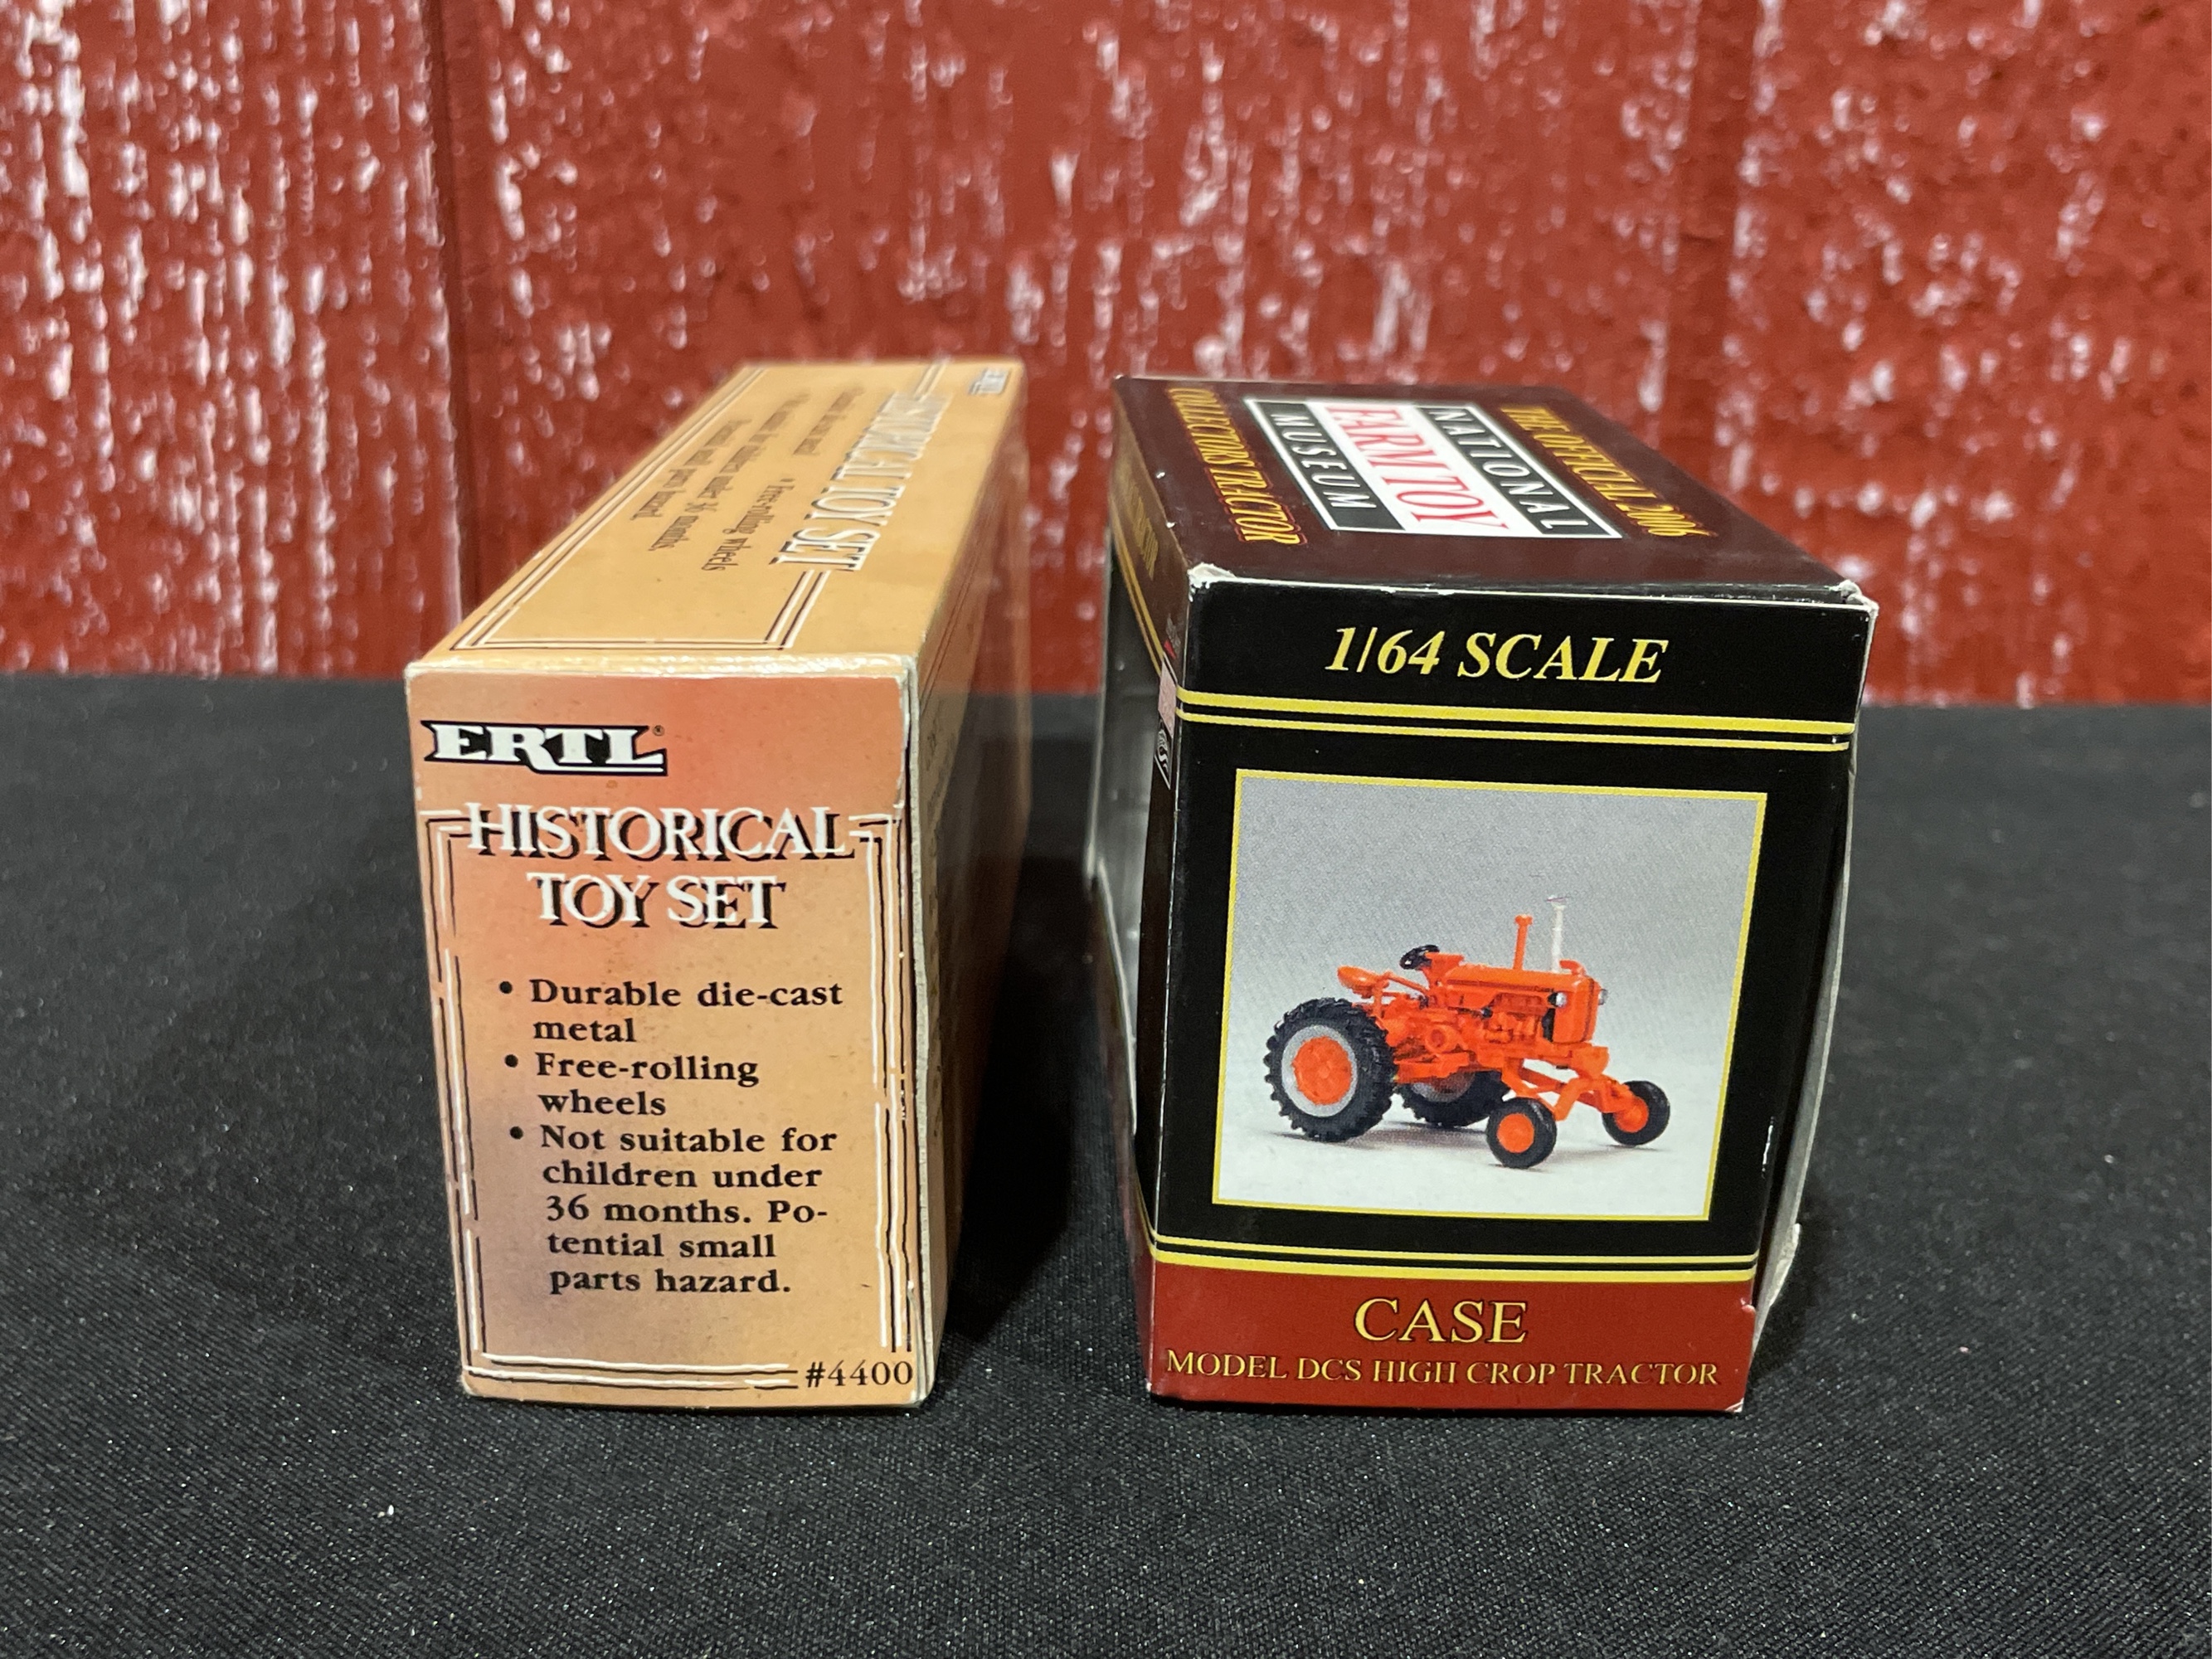 HISTORICAL TOY SET
• Free-rolling wheels
ERTL®
HISTORICAL
TOY SET
• Durable die-cast
metal
• Free-rolling
wheels
• Not suitable for
children under
36 months. Po-
tential small
parts hazard.
#4400
THE OFFICIAL 2006
NATIONAL
FARM TOY
MUSEUM
COLLECTORS TRACTOR
1/64 SCALE
CASE
MODEL DCS HIGH CROP TRACTOR